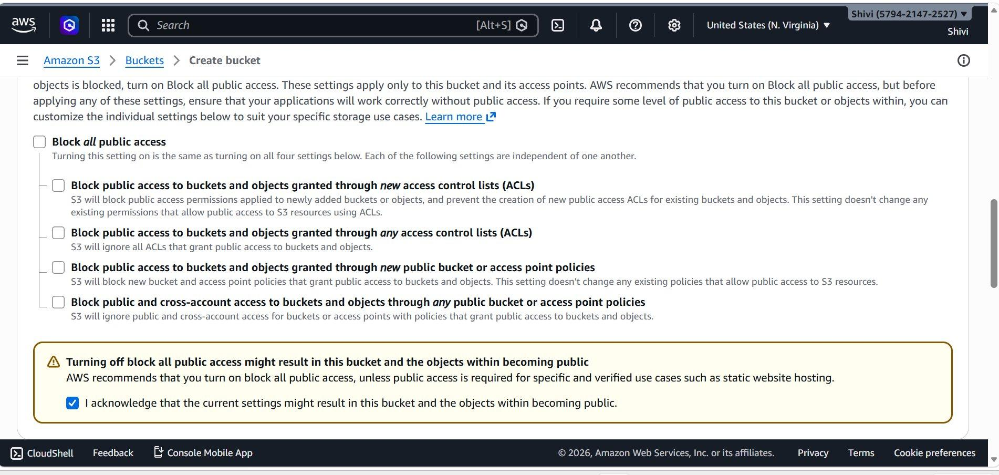 aws
Search
[Alt+S]
United States (N. Virginia) ▼
Shivi (5794-2147-2527) ▼
Shivi
Amazon S3 > Buckets > Create bucket
objects is blocked, turn on Block all public access. These settings apply only to this bucket and its access points. AWS recommends that you turn on Block all public access, but before
applying any of these settings, ensure that your applications will work correctly without public access. If you require some level of public access to this bucket or objects within, you can
customize the individual settings below to suit your specific storage use cases. Learn more
Block all public access
Turning this setting on is the same as turning on all four settings below. Each of the following settings are independent of one another.
Block public access to buckets and objects granted through new access control lists (ACLs)
S3 will block public access permissions applied to newly added buckets or objects, and prevent the creation of new public access ACLs for existing buckets and objects. This setting doesn't change any
existing permissions that allow public access to S3 resources using ACLs.
Block public access to buckets and objects granted through any access control lists (ACLs)
S3 will ignore all ACLs that grant public access to buckets and objects.
Block public access to buckets and objects granted through new public bucket or access point policies
S3 will block new bucket and access point policies that grant public access to buckets and objects. This setting doesn't change any existing policies that allow public access to S3 resources.
Block public and cross-account access to buckets and objects through any public bucket or access point policies
S3 will ignore public and cross-account access for buckets or access points with policies that grant public access to buckets and objects.
Turning off block all public access might result in this bucket and the objects within becoming public
AWS recommends that you turn on block all public access, unless public access is required for specific and verified use cases such as static website hosting.
I acknowledge that the current settings might result in this bucket and the objects within becoming public.
CloudShell
Feedback
Console Mobile App
© 2026, Amazon Web Services, Inc. or its affiliates.
Privacy
Terms
Cookie preferences